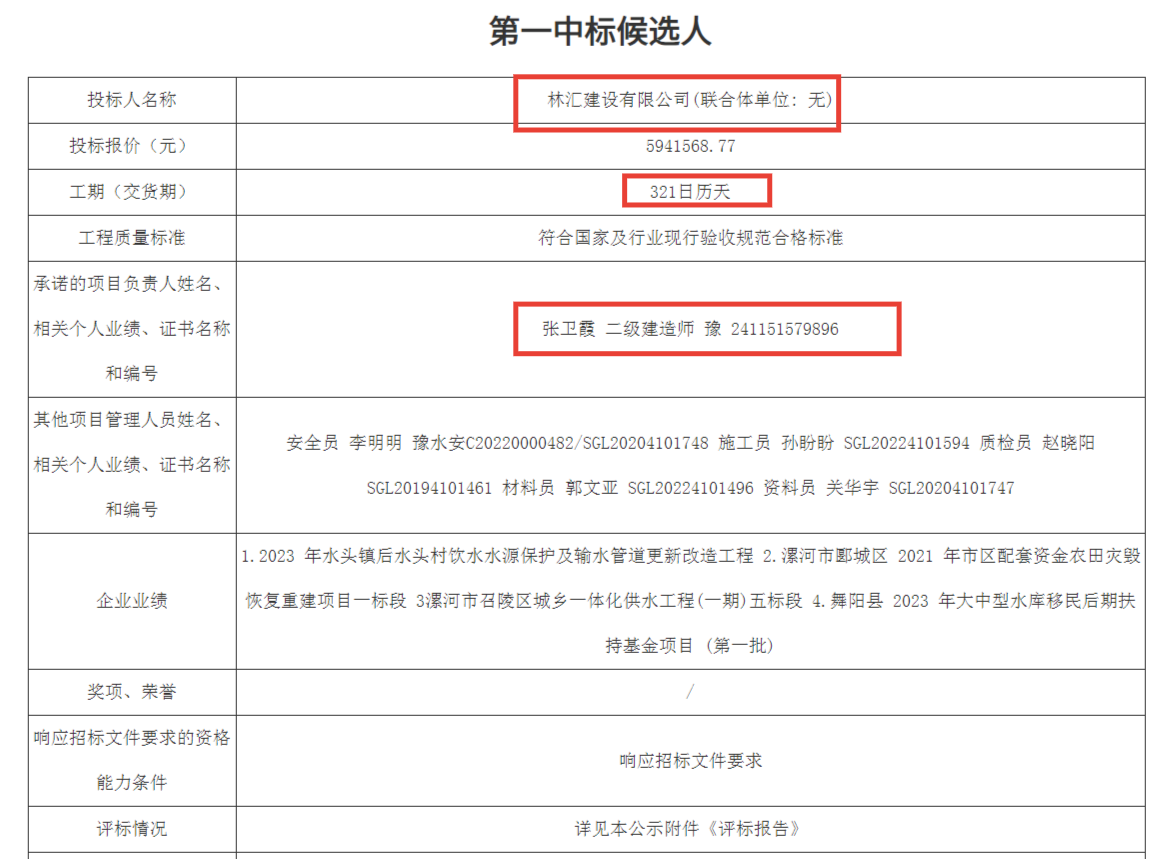 第一中标候选人
投标人名称
林汇建设有限公司(联合体单位: 无)
投标报价（元）
5941568.77
工期（交货期）
321日历天
工程质量标准
符合国家及行业现行验收规范合格标准
承诺的项目负责人姓名、
相关个人业绩、证书名称
和编号
张卫霞 二级建造师 豫 241151579896
其他项目管理人员姓名、
相关个人业绩、证书名称
和编号
安全员 李明明 豫水安C20220000482/SGL20204101748 施工员 孙盼盼 SGL20224101594 质检员 赵晓阳
SGL20194101461 材料员 郭文亚 SGL20224101496 资料员 关华宇 SGL20204101747
企业业绩
1.2023 年水头镇后水头村饮水水源保护及输水管道更新改造工程 2.漯河市郾城区 2021 年市区配套资金农田灾毁
恢复重建项目一标段 3漯河市召陵区城乡一体化供水工程(一期)五标段 4.舞阳县 2023 年大中型水库移民后期扶
持基金项目 (第一批)
奖项、荣誉
/
响应招标文件要求的资格
能力条件
响应招标文件要求
评标情况
详见本公示附件《评标报告》